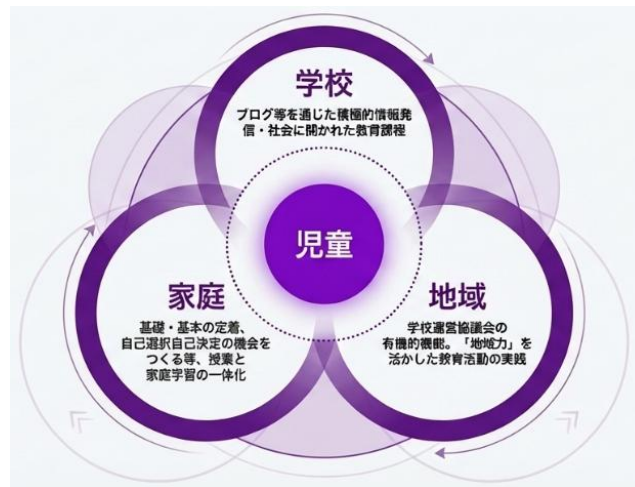 学校
ブログ等を通じた積極的情報発
信・社会に開かれた教育課程
児童
家庭
基礎・基本の定着、
自己選択自己決定の機会を
つくる等、授業と
家庭学習の一体化
地域
学校運営協議会の
有機的機能。「地域力」を
活かした教育活動の実践